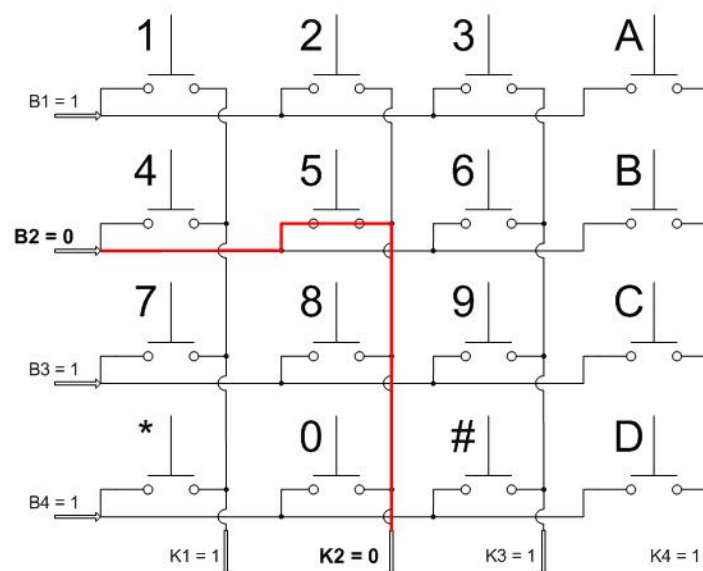 1 2 3 A
B1 = 1
4 5 6 B
B2 = 0
7 8 9 C
B3 = 1
* 0 # D
B4 = 1
K1 = 1 K2 = 0 K3 = 1 K4 = 1